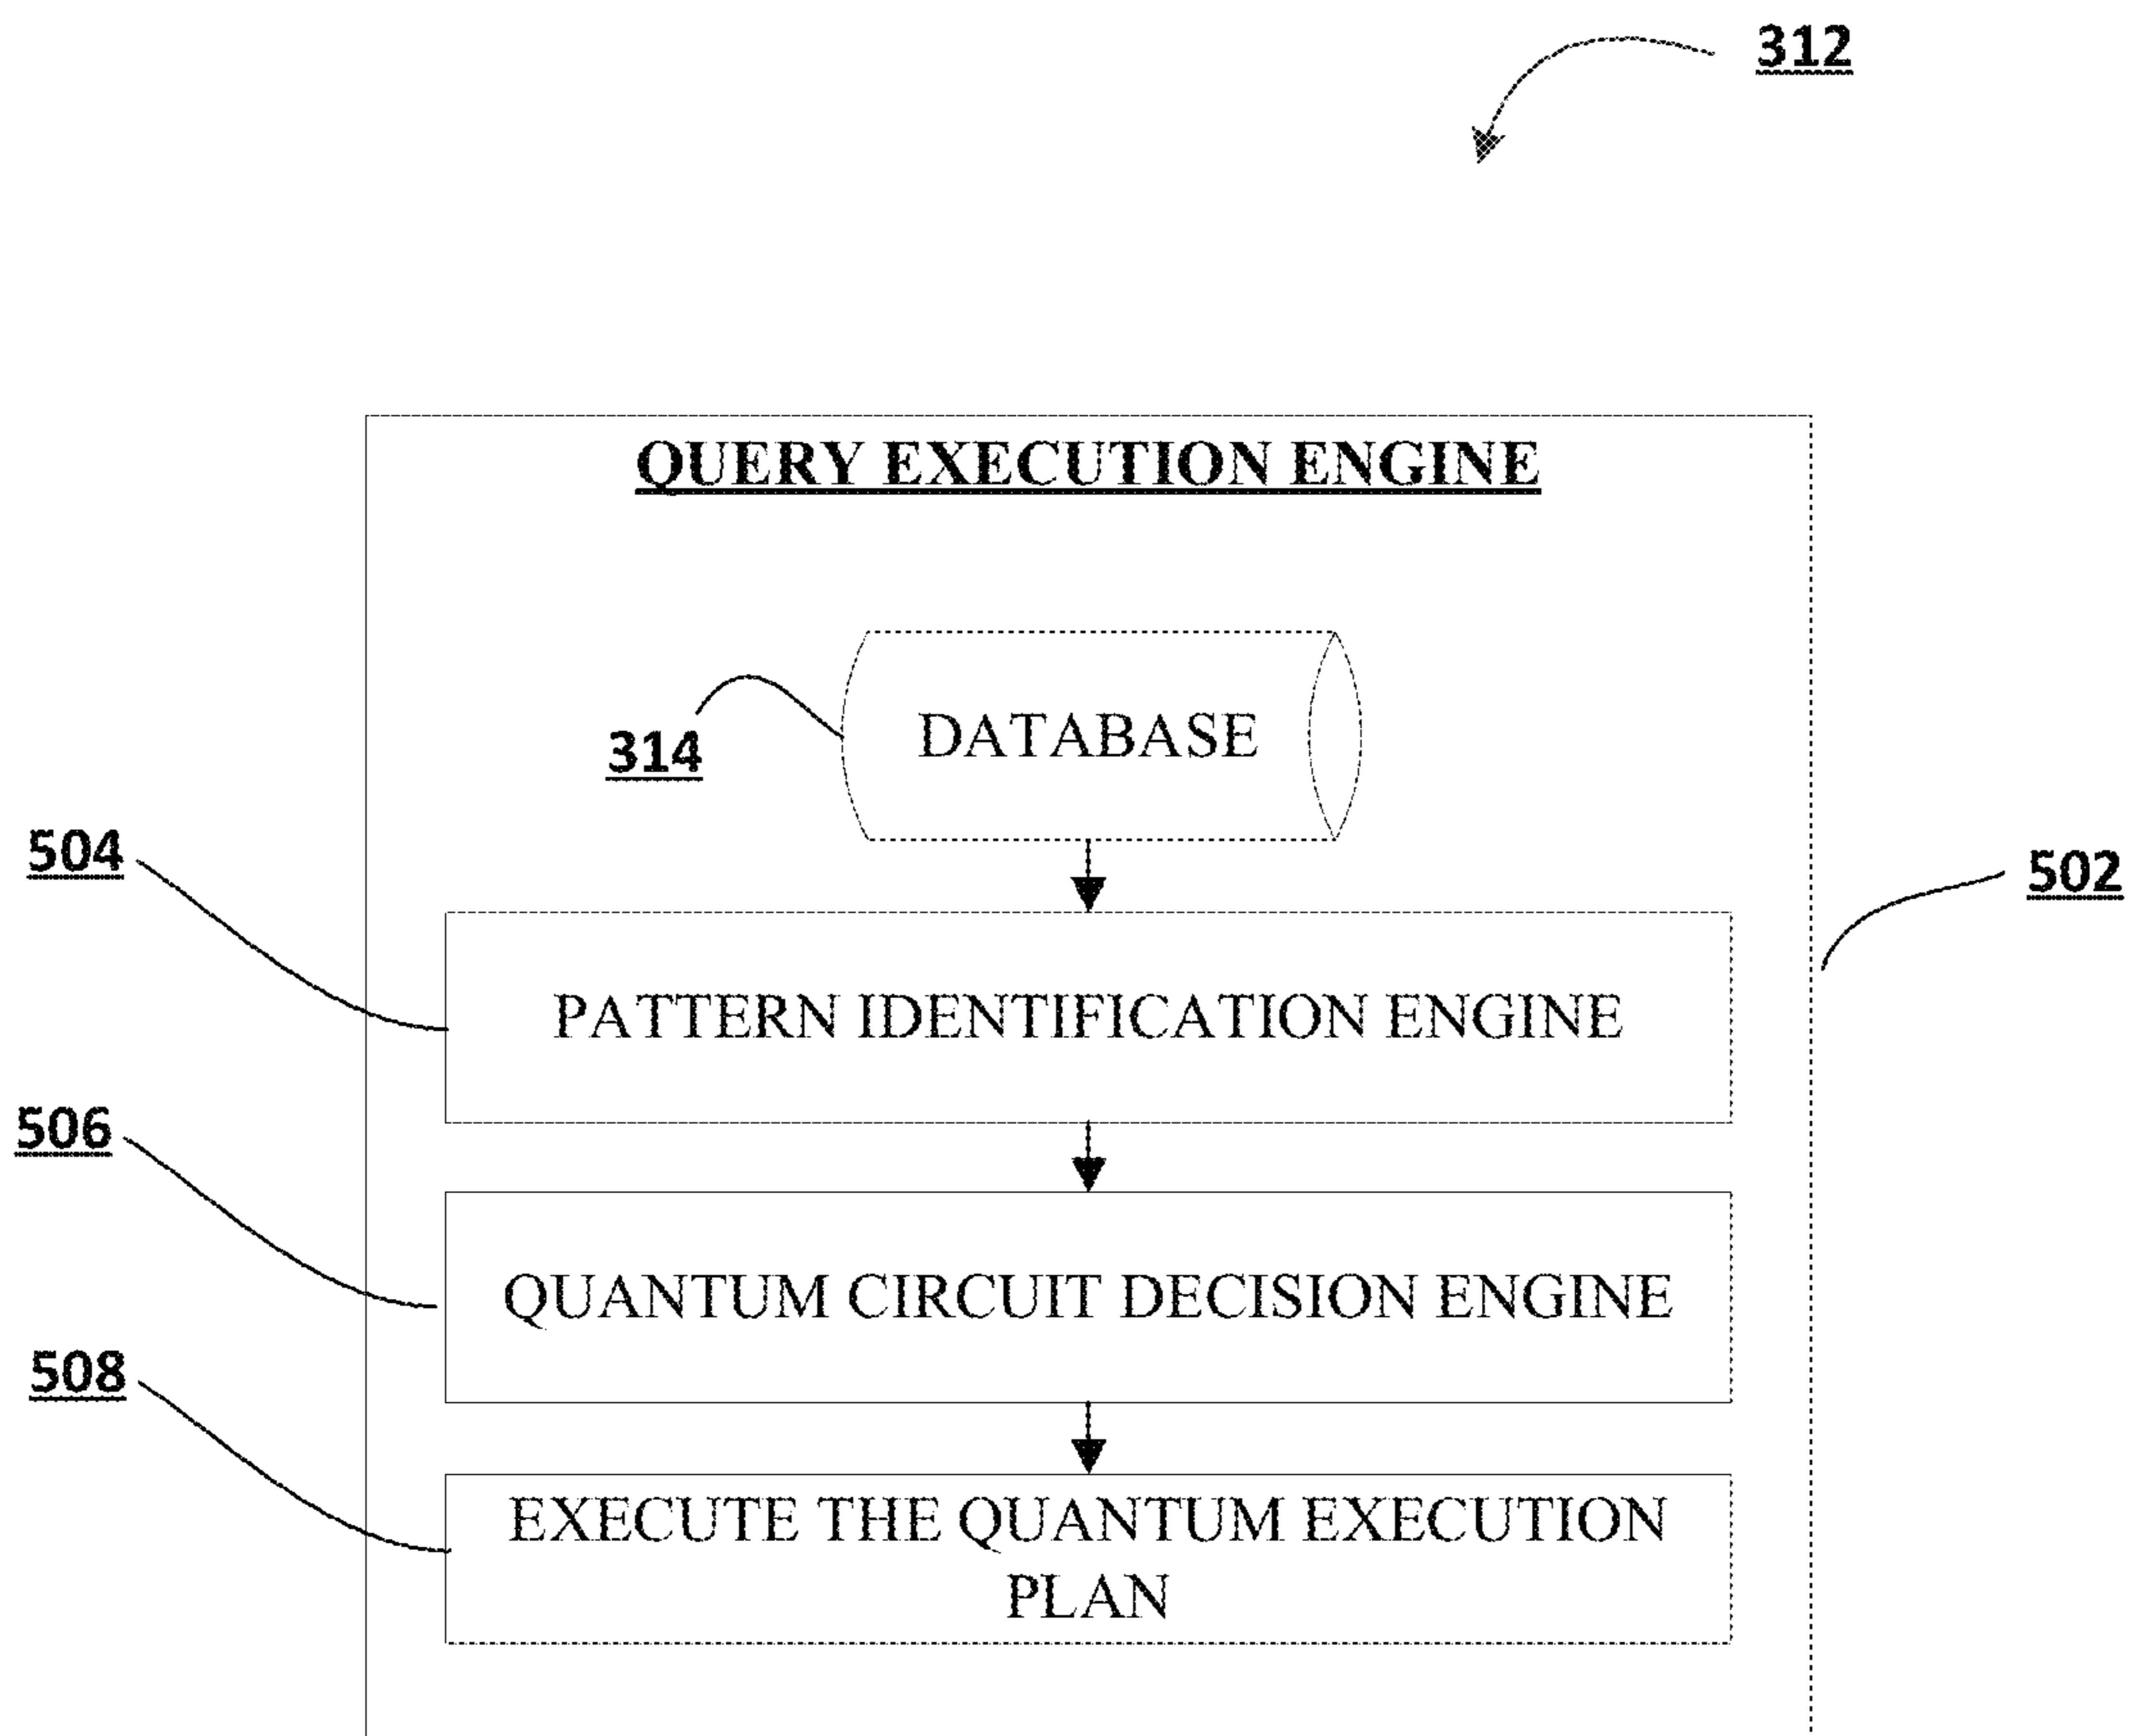 312
QUERY EXECUTION ENGINE
DATABASE
314
504
502
PATTERN IDENTIFICATION ENGINE
506
QUANTUM CIRCUIT DECISION ENGINE
508
EXECUTE THE QUANTUM EXECUTION
PLAN